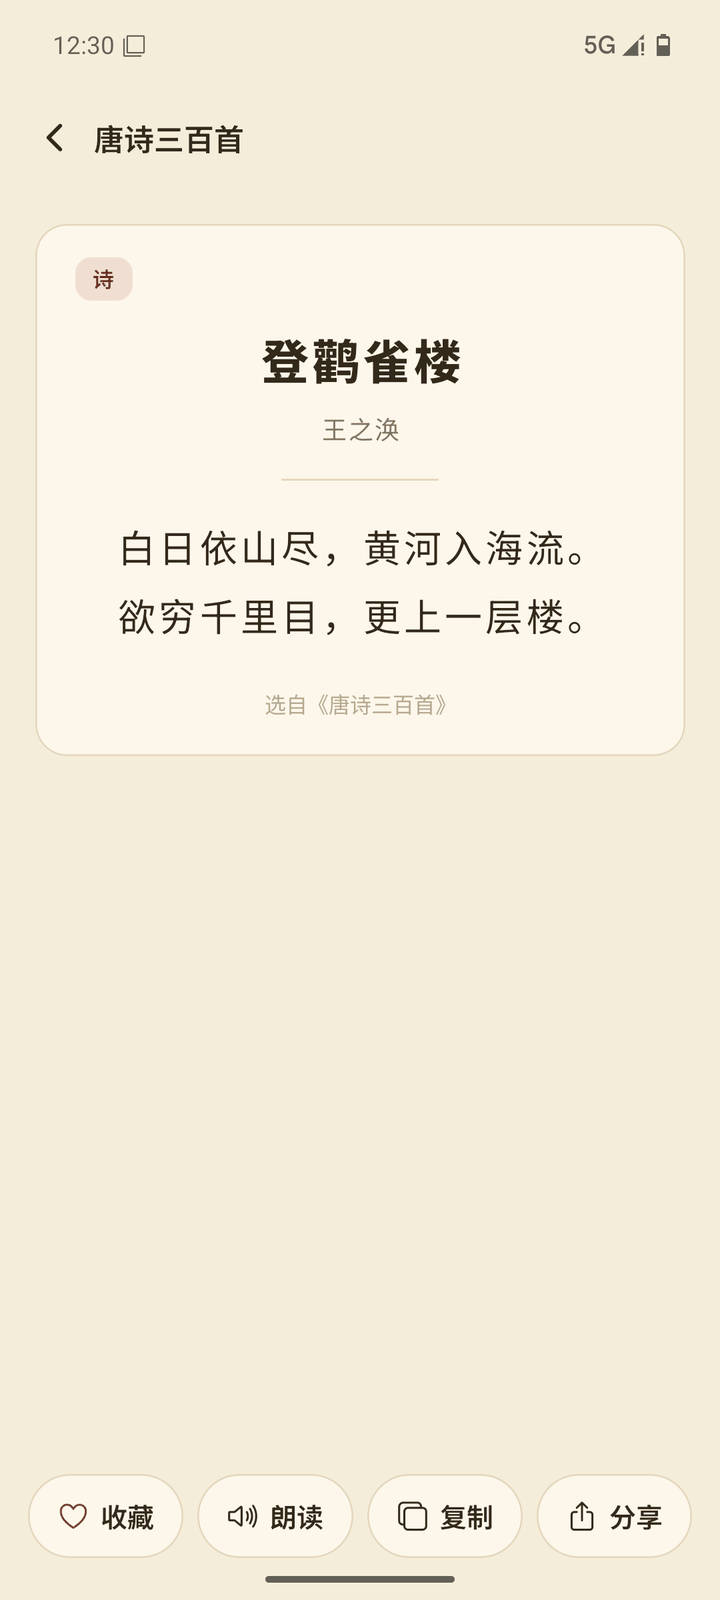 12:30
5G
唐诗三百首
诗
登鹳雀楼
王之涣
白日依山尽，黄河入海流。
欲穷千里目，更上一层楼。
选自《唐诗三百首》
收藏
朗读
复制
分享